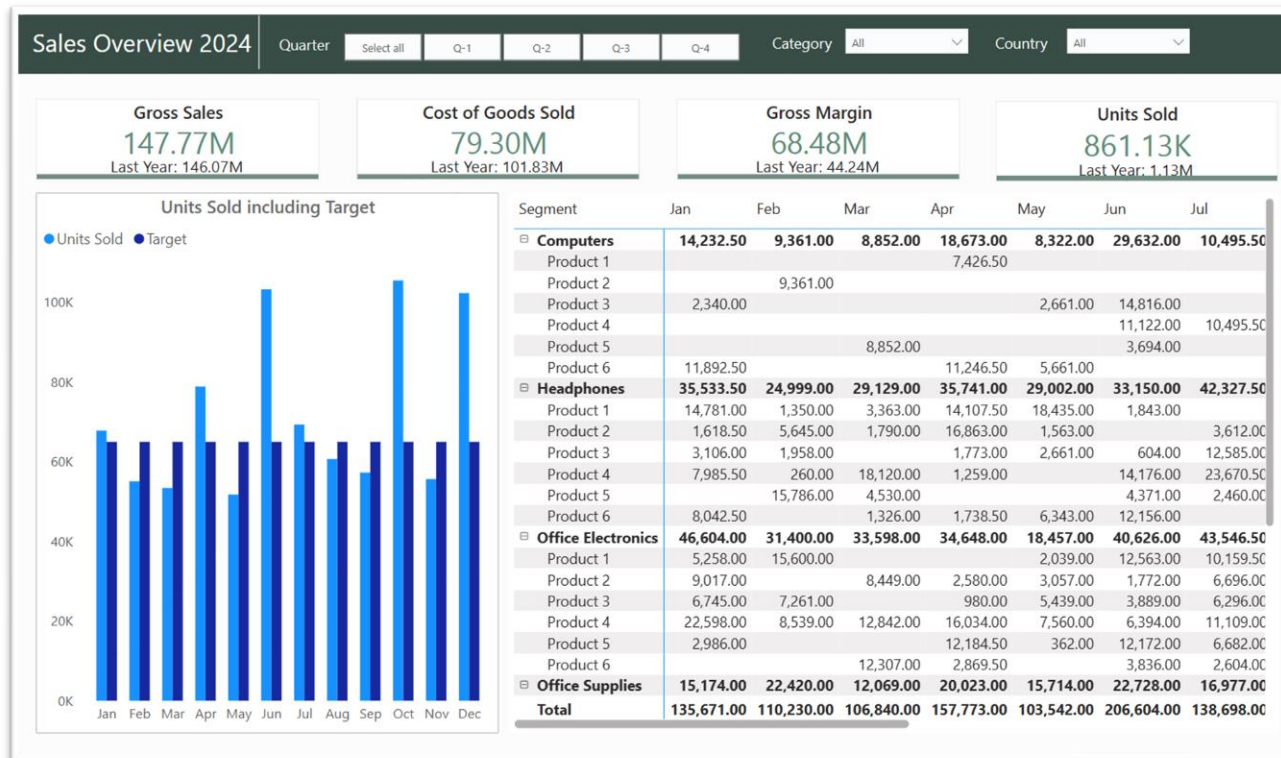 Sales Overview 2024
Quarter
Select all
Q-1
Q-2
Q-3
Q-4
Category
All
Country
All
Gross Sales
147.77M
Last Year: 146.07M
Cost of Goods Sold
79.30M
Last Year: 101.83M
Gross Margin
68.48M
Last Year: 44.24M
Units Sold
861.13K
Last Year: 1.13M
Units Sold including Target
Units Sold Target
100K
80K
60K
40K
20K
0K
Jan Feb Mar Apr May Jun Jul Aug Sep Oct Nov Dec
Segment Jan Feb Mar Apr May Jun Jul
Computers 14,232.50 9,361.00 8,852.00 18,673.00 8,322.00 29,632.00 10,495.50
Product 1 7,426.50
Product 2 9,361.00
Product 3 2,340.00 2,661.00 14,816.00
Product 4 11,122.00 10,495.50
Product 5 8,852.00 3,694.00
Product 6 11,892.50 11,246.50 5,661.00
Headphones 35,533.50 24,999.00 29,129.00 35,741.00 29,002.00 33,150.00 42,327.50
Product 1 14,781.00 1,350.00 3,363.00 14,107.50 18,435.00 1,843.00
Product 2 1,618.50 5,645.00 1,790.00 16,863.00 1,563.00 3,612.00
Product 3 3,106.00 1,958.00 1,773.00 2,661.00 604.00 12,585.00
Product 4 7,985.50 260.00 18,120.00 1,259.00 14,176.00 23,670.50
Product 5 15,786.00 4,530.00 4,371.00 2,460.00
Product 6 8,042.50 1,326.00 1,738.50 6,343.00 12,156.00
Office Electronics 46,604.00 31,400.00 33,598.00 34,648.00 18,457.00 40,626.00 43,546.50
Product 1 5,258.00 15,600.00 2,039.00 12,563.00 10,159.50
Product 2 9,017.00 8,449.00 2,580.00 3,057.00 1,772.00 6,696.00
Product 3 6,745.00 7,261.00 980.00 5,439.00 3,889.00 6,296.00
Product 4 22,598.00 8,539.00 12,842.00 16,034.00 7,560.00 6,394.00 11,109.00
Product 5 2,986.00 12,184.50 362.00 12,172.00 6,682.00
Product 6 12,307.00 2,869.50 3,836.00 2,604.00
Office Supplies 15,174.00 22,420.00 12,069.00 20,023.00 15,714.00 22,728.00 16,977.00
Total 135,671.00 110,230.00 106,840.00 157,773.00 103,542.00 206,604.00 138,698.00